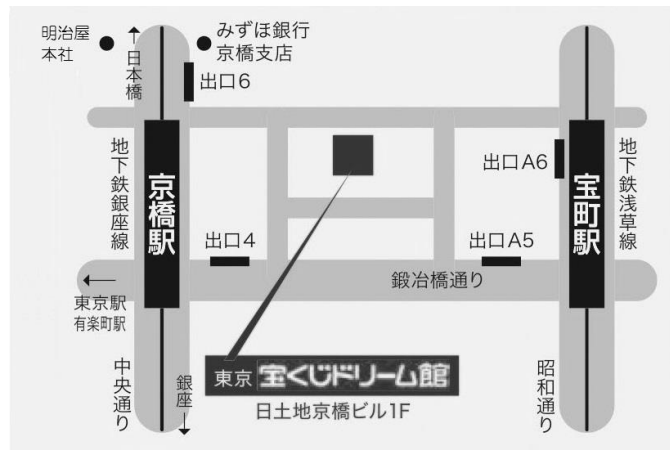 明治屋
本社
↑
日本橋
みずほ銀行
京橋支店
出口6
地下鉄銀座線
京橋駅
出口A6
宝町駅
地下鉄浅草線
出口4
出口A5
←
東京駅
有楽町駅
鍛冶橋通り
中央通り
銀座
↓
東京 宝くじドリーム館
日土地京橋ビル1F
昭和通り